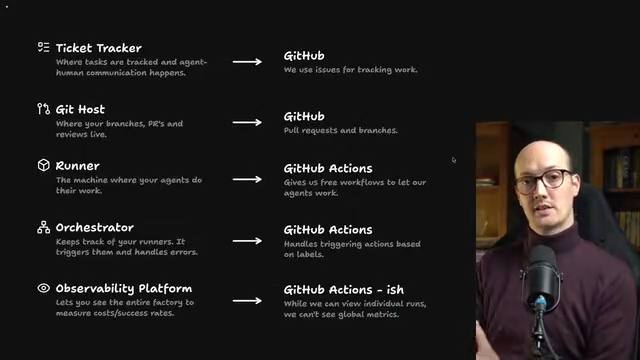 Ticket Tracker
Where tasks are tracked and agent-
human communication happens.
GitHub
We use issues for tracking work.
Git Host
Where your branches, PR's and
reviews live.
GitHub
Pull requests and branches.
Runner
The machine where your agents do
their work.
GitHub Actions
Gives us free workflows to let our
agents work.
Orchestrator
Keeps track of your runners. It
triggers them and handles errors.
GitHub Actions
Handles triggering actions based
on labels.
Observability Platform
Lets you see the entire factory to
measure costs/success rates.
GitHub Actions - ish
While we can view individual runs,
we can't see global metrics.